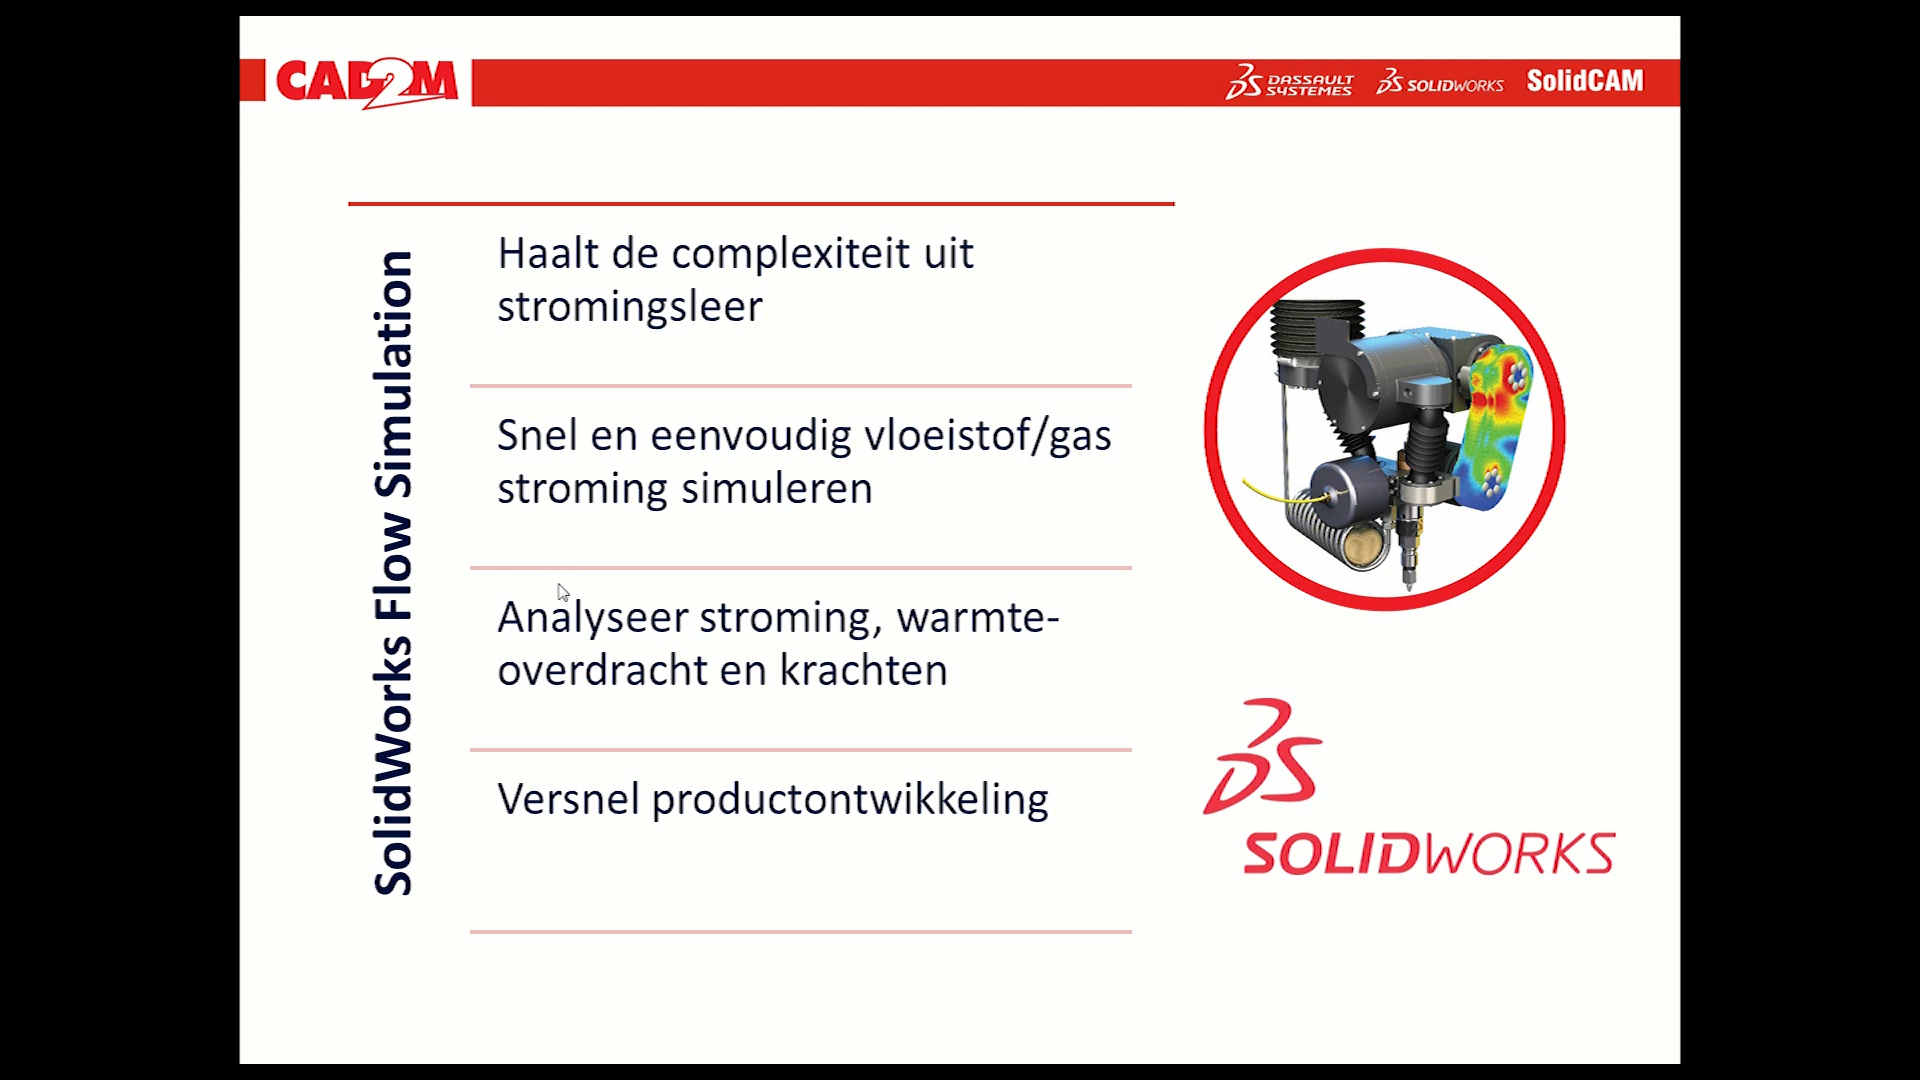 CAD2M
DASSAULT SYSTEMES
SOLIDWORKS
SolidCAM
SolidWorks Flow Simulation
Haalt de complexiteit uit
stromingsleer
Snel en eenvoudig vloeistof/gas
stroming simuleren
Analyseer stroming, warmte-
overdracht en krachten
Versnel productontwikkeling
SOLIDWORKS